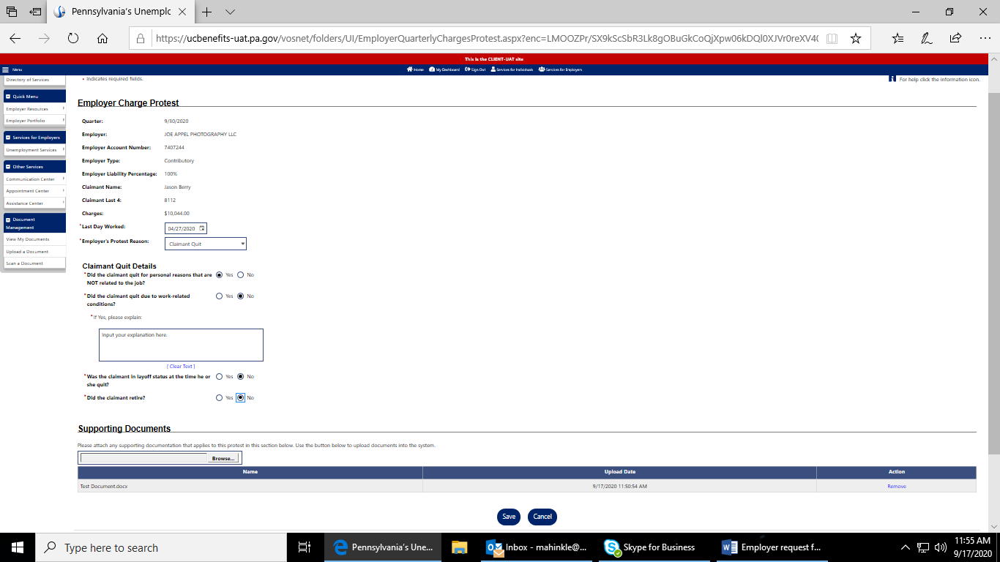 Pennsylvania's Unemplc
https://ucbenefits-uat.pa.gov/vosnet/folders/UI/EmployerQuarterlyChargesProtest.aspx?enc=
This is the CLIENT-UAT site
Menu
Home My Dashboard Sign Out Services for Individuals Services for Employers
Directory of Services
Quick Menu
Employer Resources
Employer Portfolio
Services for Employers
Unemployment Services
Other Services
Communication Center
Appointment Center
Assistance Center
Document
Management
View My Documents
Upload a Document
Scan a Document
* Indicates required fields.
For help click the information icon.
Employer Charge Protest
Quarter: 9/30/2020
Employer: JOE APPEL PHOTOGRAPHY LLC
Employer Account Number: 7407244
Employer Type: Contributory
Employer Liability Percentage: 100%
Claimant Name: Jason Berry
Claimant Last 4: 8112
Charges: $10,044.00
*Last Day Worked: 04/27/2020
*Employer's Protest Reason: Claimant Quit
Claimant Quit Details
*Did the claimant quit for personal reasons that are Yes No
NOT related to the job?
*Did the claimant quit due to work-related Yes No
conditions?
*If Yes, please explain:
Input your explanation here.
[ Clear Text ]
*Was the claimant in layoff status at the time he or Yes No
she quit?
*Did the claimant retire? Yes No
Supporting Documents
Please attach any supporting documentation that applies to this protest in this section below. Use the button below to upload documents into the system.
Browse...
Name Upload Date Action
Test Document.docx 9/17/2020 11:50:54 AM Remove
Save Cancel
Type here to search
Pennsylvania's Une...
Inbox - mahinkle@...
Skype for Business
Employer request f...
11:55 AM
9/17/2020